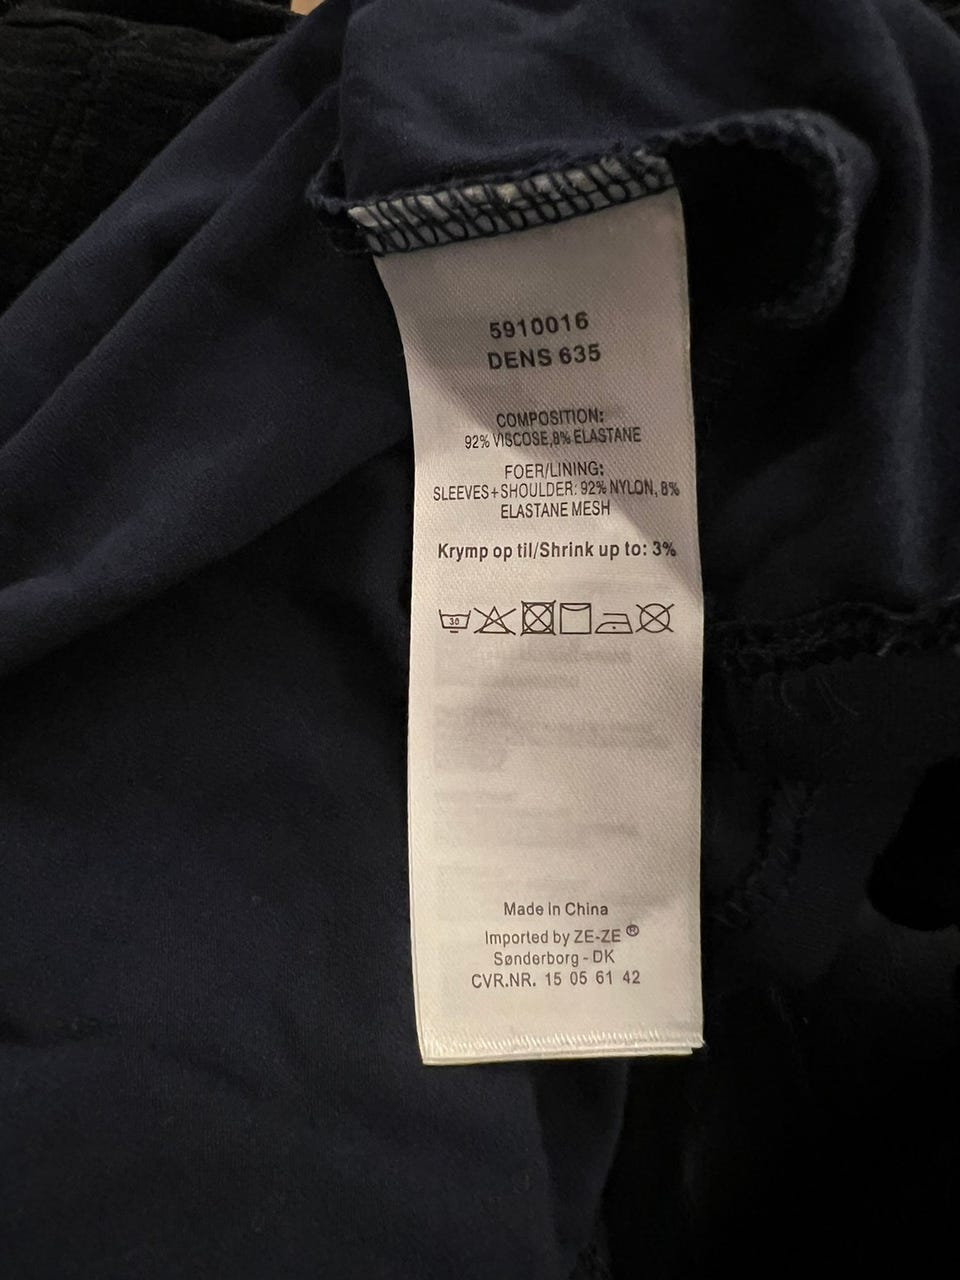 5910016
DENS 635
COMPOSITION:
92% VISCOSE,8% ELASTANE
FOER/LINING:
SLEEVES+SHOULDER: 92% NYLON, 8%
ELASTANE MESH
Krymp op til/Shrink up to: 3%
30
Made In China
Imported by ZE-ZE ®
Sønderborg - DK
CVR.NR. 15 05 61 42